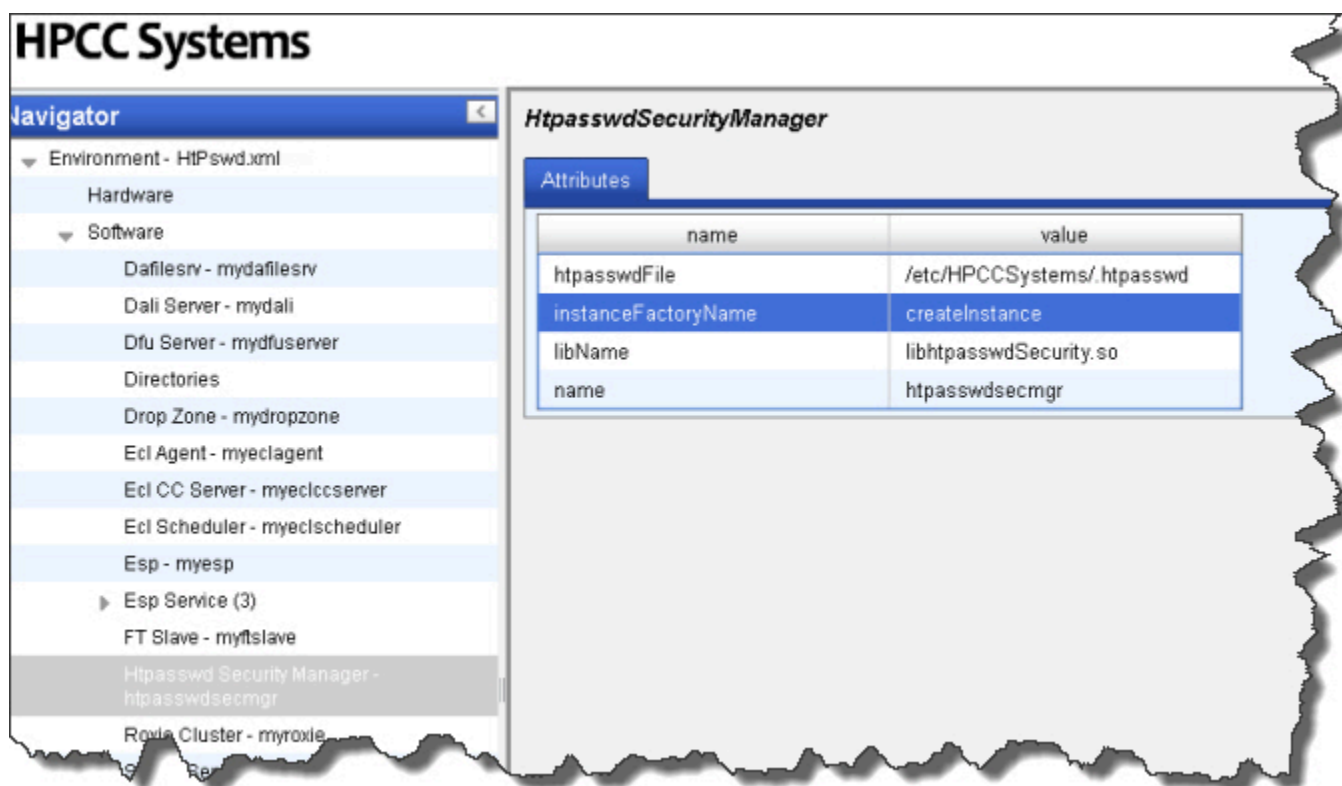 HPCC Systems
Navigator
Environment - HtPswd.xml
Hardware
Software
Dafilesrv - mydafilesrv
Dali Server - mydali
Dfu Server - mydfuserver
Directories
Drop Zone - mydropzone
Ecl Agent - myeclagent
Ecl CC Server - myeclccserver
Ecl Scheduler - myeclscheduler
Esp - myesp
Esp Service (3)
FT Slave - myftslave
Htpasswd Security Manager -
htpasswdsecmgr
Roxie Cluster - myroxie
HtpasswdSecurityManager
Attributes
name value
htpasswdFile /etc/HPCCSystems/.htpasswd
instanceFactoryName createInstance
libName libhtpasswdSecurity.so
name htpasswdsecmgr